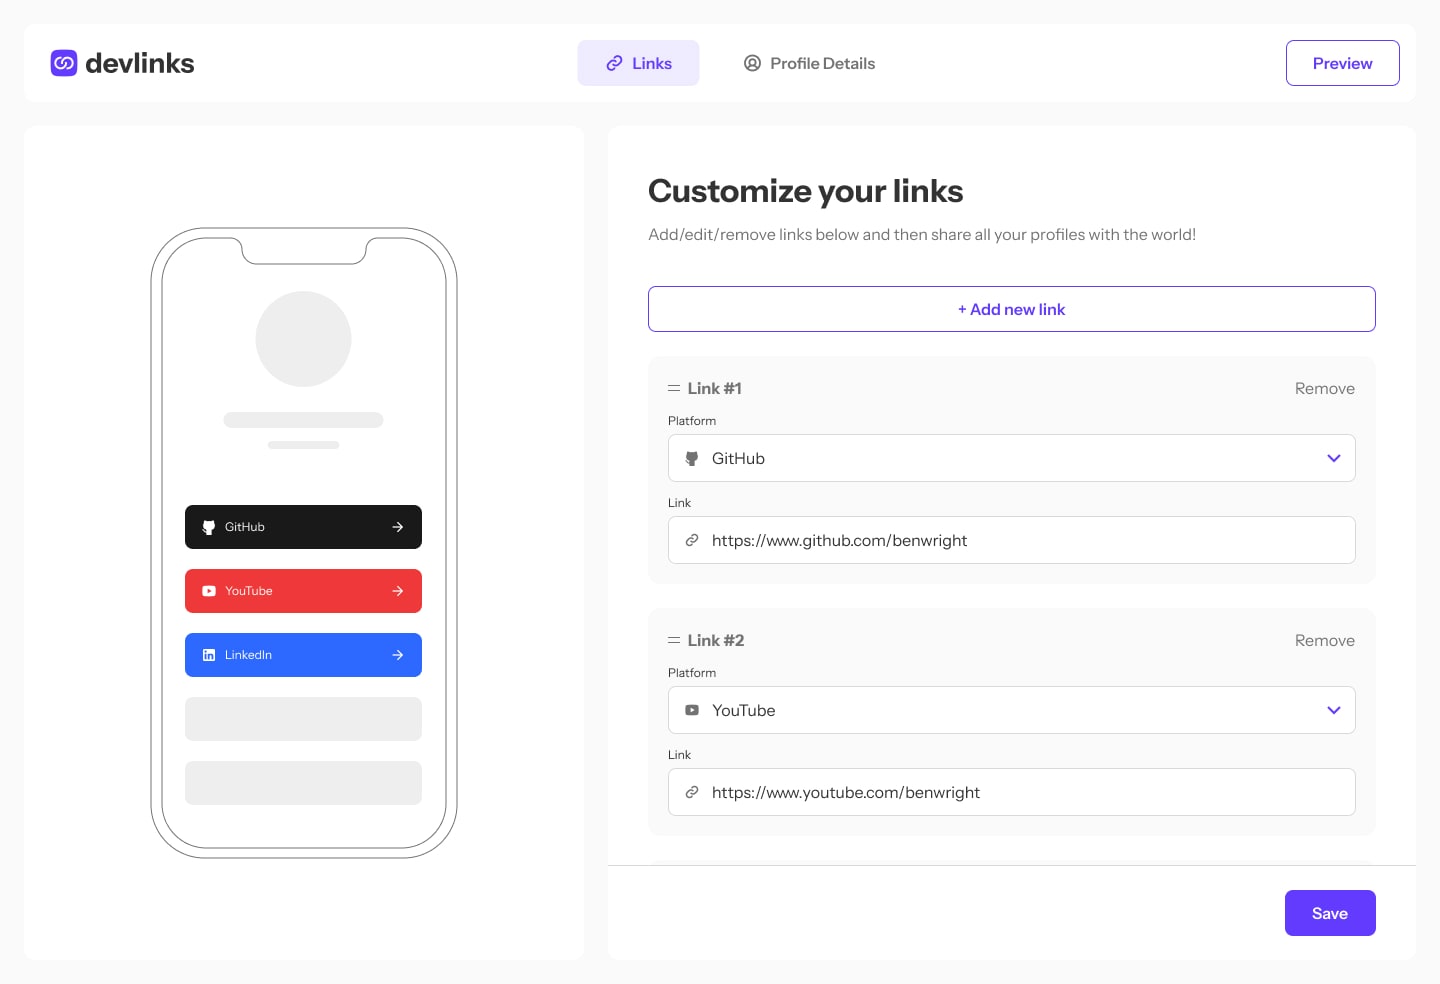 devlinks
Links
Profile Details
Preview
GitHub
YouTube
LinkedIn
Customize your links
Add/edit/remove links below and then share all your profiles with the world!
+ Add new link
Link #1
Remove
Platform
GitHub
Link
https://www.github.com/benwright
Link #2
Remove
Platform
YouTube
Link
https://www.youtube.com/benwright
Save